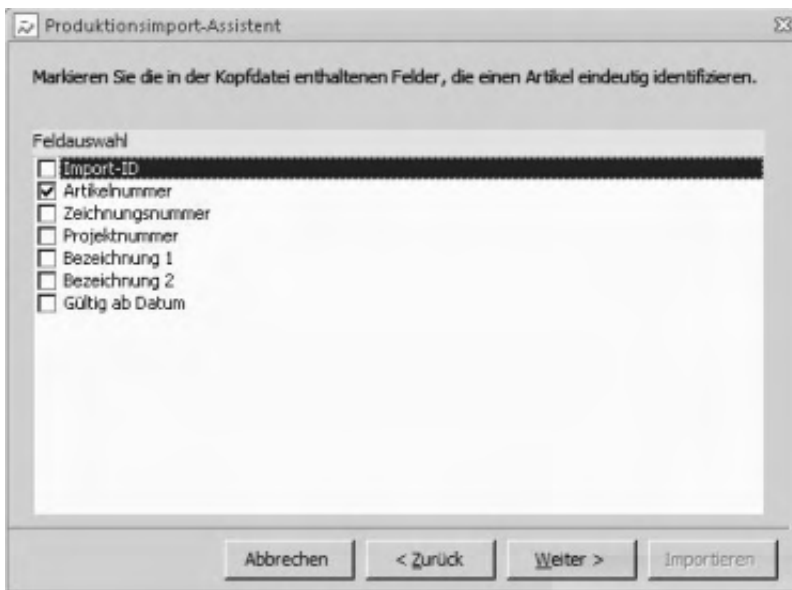 Produktionsimport-Assistent
Markieren Sie die in der Kopfdatei enthaltenen Felder, die einen Artikel eindeutig identifizieren.
Feldauswahl
Import-ID
Artikelnummer
Zeichnungsnummer
Projektnummer
Bezeichnung 1
Bezeichnung 2
Gültig ab Datum
Abbrechen < Zurück Weiter > Importieren